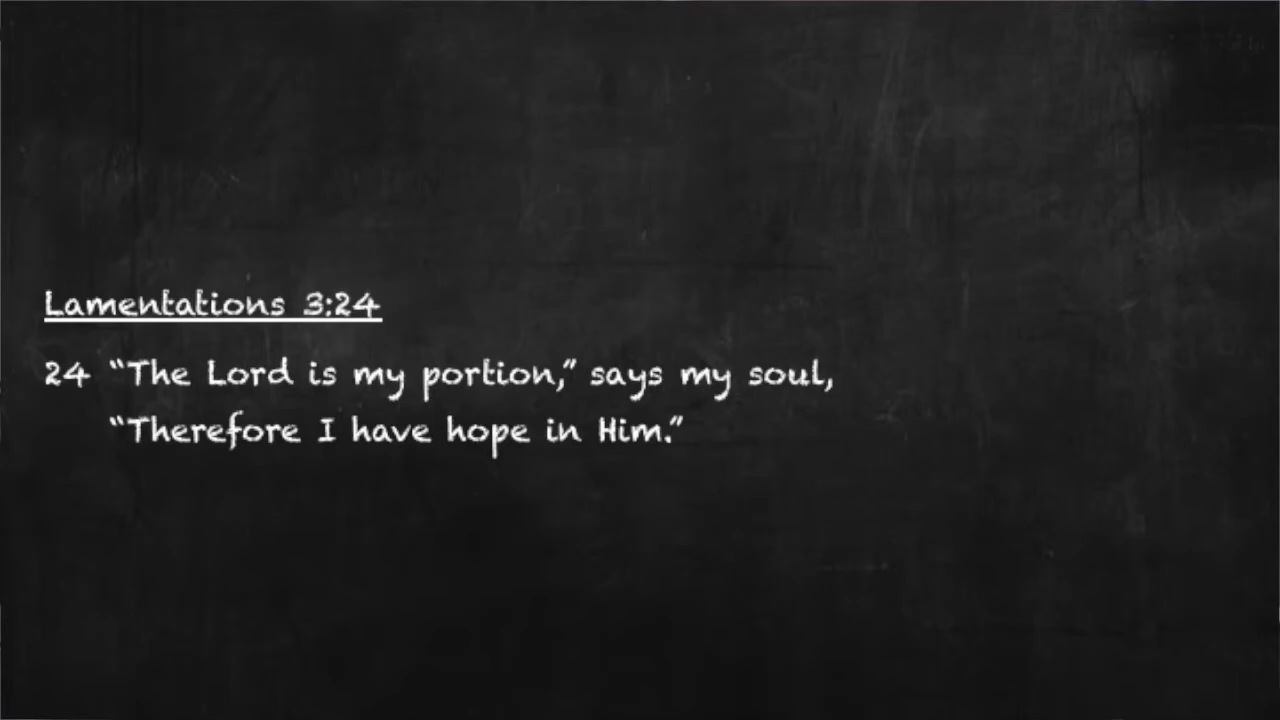 Lamentations 3:24
24 “The Lord is my portion,” says my soul,
“Therefore I have hope in Him.”